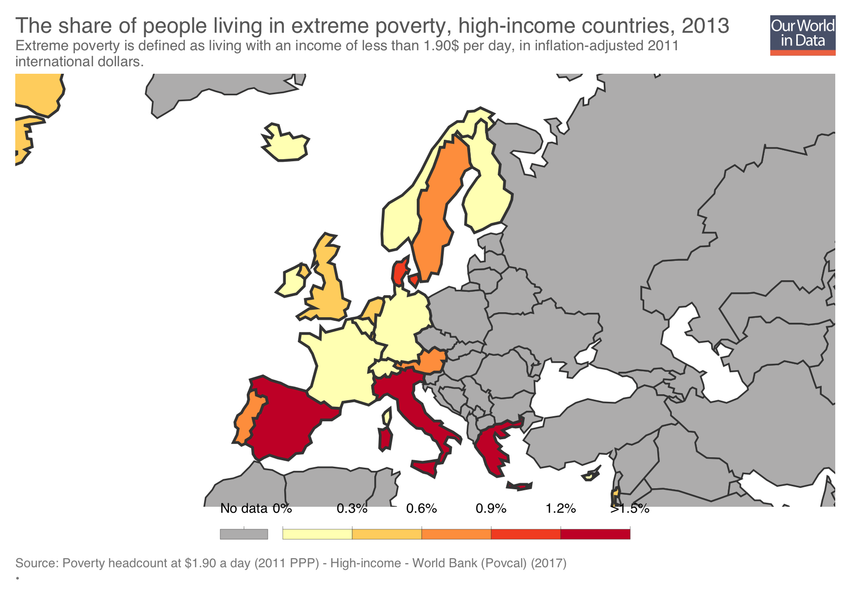 The share of people living in extreme poverty, high-income countries, 2013
Extreme poverty is defined as living with an income of less than 1.90$ per day, in inflation-adjusted 2011
international dollars.
Our World
in Data
No data 0% 0.3% 0.6% 0.9% 1.2% >1.5%
Source: Poverty headcount at $1.90 a day (2011 PPP) - High-income - World Bank (Povcal) (2017)